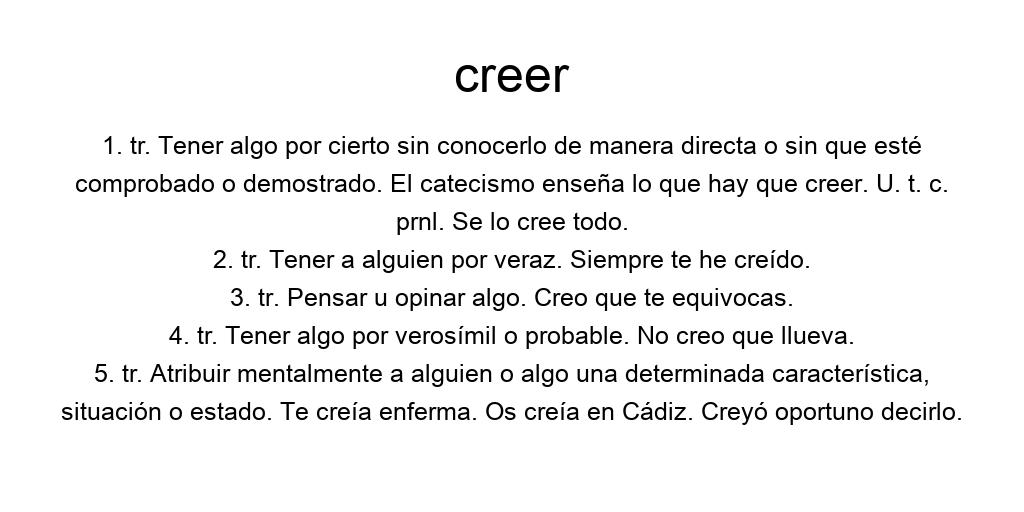 creer
1. tr. Tener algo por cierto sin conocerlo de manera directa o sin que esté
comprobado o demostrado. El catecismo enseña lo que hay que creer. U. t. c.
prnl. Se lo cree todo.
2. tr. Tener a alguien por veraz. Siempre te he creído.
3. tr. Pensar u opinar algo. Creo que te equivocas.
4. tr. Tener algo por verosímil o probable. No creo que llueva.
5. tr. Atribuir mentalmente a alguien o algo una determinada característica,
situación o estado. Te creía enferma. Os creía en Cádiz. Creyó oportuno decirlo.